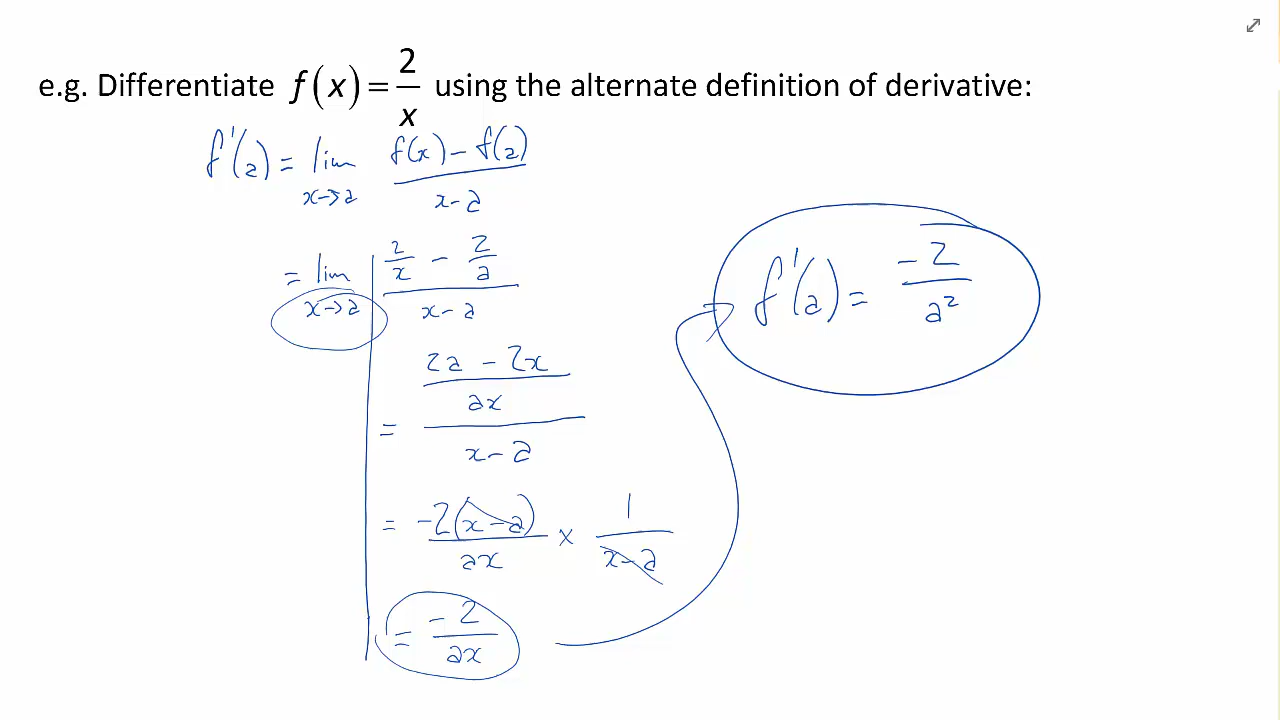 e.g. Differentiate f(x) = 2/x using the alternate definition of derivative:
f'(a) = lim x→a (f(x) - f(a))/(x - a)
= lim x→a (2/x - 2/a)/(x - a)
= ((2a - 2x)/(ax))/(x - a)
= (-2(x - a))/(ax) × 1/(x - a)
= -2/(ax)
f'(a) = -2/a²